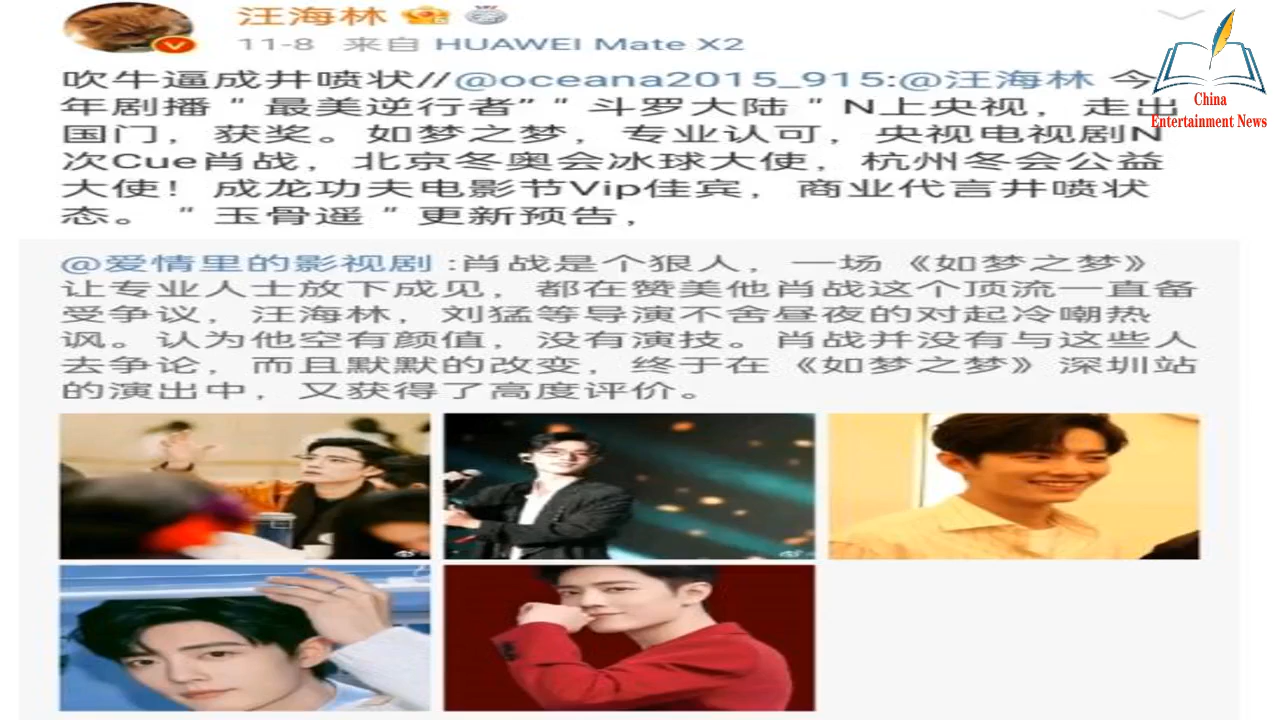 汪海林
11-8 来自 HUAWEI Mate X2
吹牛逼成井喷状//@oceana2015_915:@汪海林 今
年剧播“最美逆行者”“斗罗大陆“N上央视，走出
国门，获奖。如梦之梦，专业认可，央视电视剧N
次Cue肖战，北京冬奥会冰球大使，杭州冬会公益
大使！成龙功夫电影节Vip佳宾，商业代言井喷状
态。“玉骨遥“更新预告，
China
Entertainment News
@爱情里的影视剧:肖战是个狠人，一场《如梦之梦》
让专业人士放下成见，都在赞美他肖战这个顶流一直备
受争议，汪海林，刘猛等导演不舍昼夜的对起冷嘲热
讽。认为他空有颜值，没有演技。肖战并没有与这些人
去争论，而且默默的改变，终于在《如梦之梦》深圳站
的演出中，又获得了高度评价。